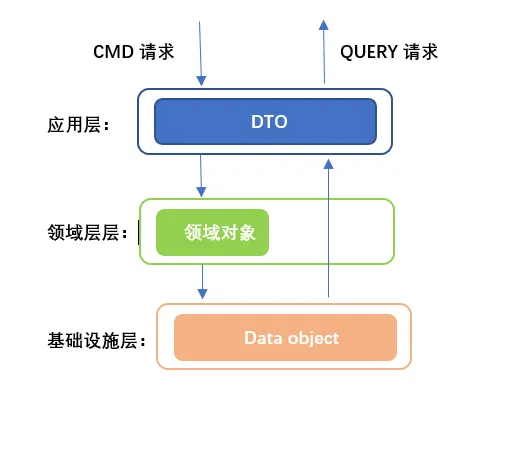 CMD 请求
QUERY 请求
应用层：
DTO
领域层层：
领域对象
基础设施层：
Data object